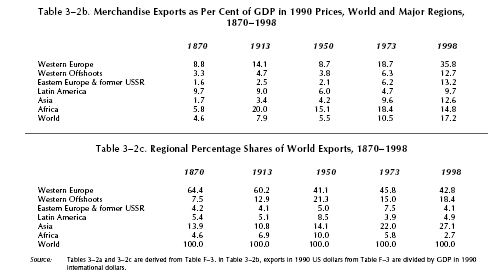 Table 3–2b. Merchandise Exports as Per Cent of GDP in 1990 Prices, World and Major Regions,
1870–1998
1870 1913 1950 1973 1998
Western Europe 8.8 14.1 8.7 18.7 35.8
Western Offshoots 3.3 4.7 3.8 6.3 12.7
Eastern Europe & former USSR 1.6 2.5 2.1 6.2 13.2
Latin America 9.7 9.0 6.0 4.7 9.7
Asia 1.7 3.4 4.2 9.6 12.6
Africa 5.8 20.0 15.1 18.4 14.8
World 4.6 7.9 5.5 10.5 17.2
Table 3–2c. Regional Percentage Shares of World Exports, 1870–1998
1870 1913 1950 1973 1998
Western Europe 64.4 60.2 41.1 45.8 42.8
Western Offshoots 7.5 12.9 21.3 15.0 18.4
Eastern Europe & former USSR 4.2 4.1 5.0 7.5 4.1
Latin America 5.4 5.1 8.5 3.9 4.9
Asia 13.9 10.8 14.1 22.0 27.1
Africa 4.6 6.9 10.0 5.8 2.7
World 100.0 100.0 100.0 100.0 100.0
Source: Tables 3–2a and 3–2c are derived from Table F–3. In Table 3–2b, exports in 1990 US dollars from Table F–3 are divided by GDP in 1990
international dollars.